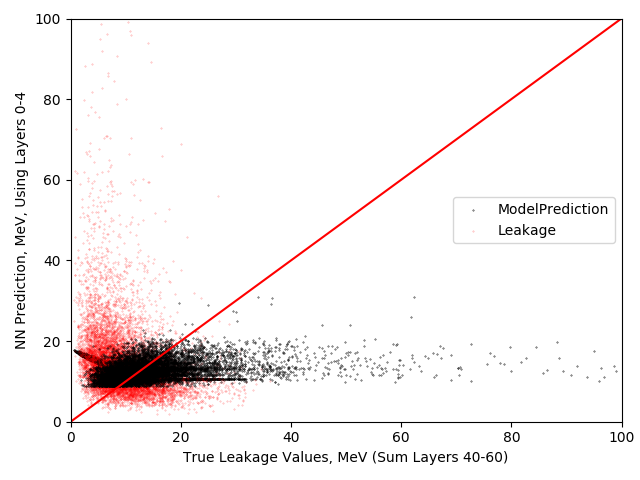 100
80
60
40
20
0
NN Prediction, MeV, Using Layers 0-4
ModelPrediction
Leakage
0 20 40 60 80 100
True Leakage Values, MeV (Sum Layers 40-60)